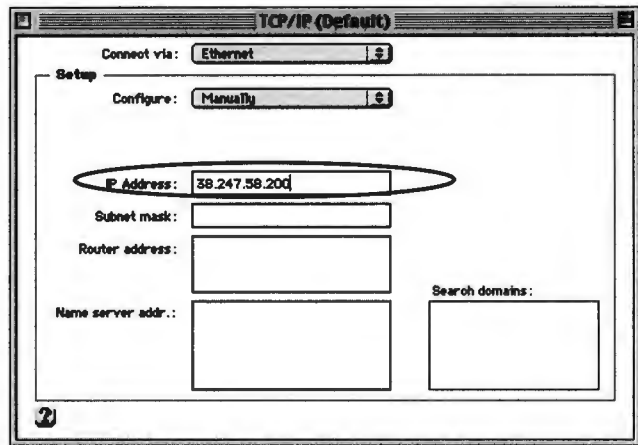 TCP/IP (Default)
Connect via: Ethernet
Setup
Configure: Manually
IP Address: 38.247.58.200
Subnet mask:
Router address:
Search domains:
Name server addr.:
?